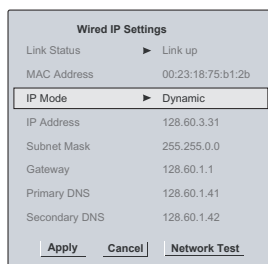 Wired IP Settings
Link Status ► Link up
MAC Address 00:23:18:75:b1:2b
IP Mode ► Dynamic
IP Address 128.60.3.31
Subnet Mask 255.255.0.0
Gateway 128.60.1.1
Primary DNS 128.60.1.41
Secondary DNS 128.60.1.42
Apply Cancel Network Test